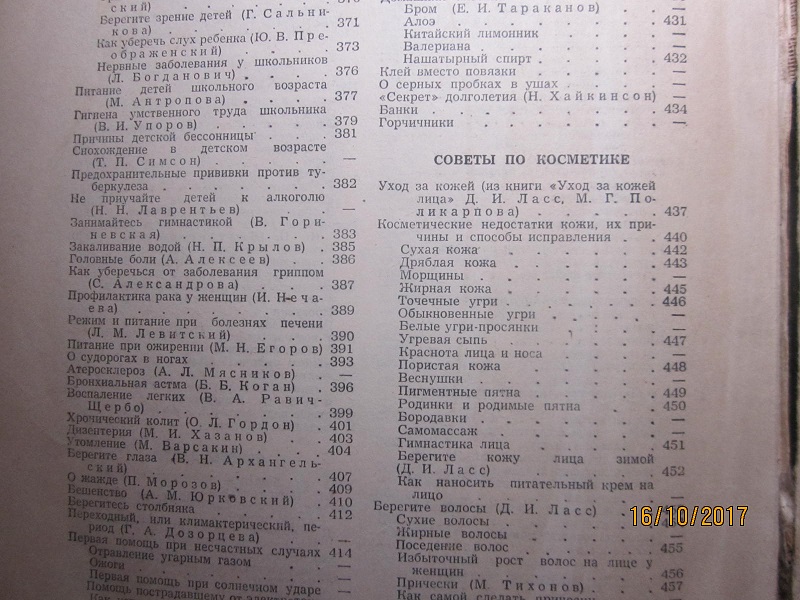 ский) . . . . . . . 370
Берегите зрение детей (Г. Сальни-
кова) . . . . . . . 371
Как уберечь слух ребенка (Ю. В. Пре-
ображенский) . . . . 373
Нервные заболевания у школьников
(Л. Богданович) . . . . 376
Питание детей школьного возраста
(М. Антропова) . . . . 377
Гигиена умственного труда школьника
(В. И. Упоров) . . . . 379
Причины детской бессонницы . . . 381
Снохождение в детском возрасте
(Т. П. Симсон) . . . . —
Предохранительные прививки против ту-
беркулеза . . . . . . 382
Не приучайте детей к алкоголю
(Н. Н. Лаврентьев) . . . —
Занимайтесь гимнастикой (В. Гори-
невская) . . . . . . 383
Закаливание водой (Н. П. Крылов) . 385
Головные боли (А. Алексеев) . . 386
Как уберечься от заболевания гриппом
(С. Александрова) . . . 387
Профилактика рака у женщин (И. Неча-
ева) . . . . . . . 389
Режим и питание при болезнях печени
(Л. М. Левитский) . . . 390
Питание при ожирении (М. Н. Егоров) 391
О судорогах в ногах . . . . 393
Атеросклероз (А. Л. Мясников) . —
Бронхиальная астма (Б. Б. Коган) . 396
Воспаление легких (В. А. Равич-
Щербо) . . . . . . 399
Хронический колит (О. Л. Гордон) . 401
Дизентерия (М. И. Хазанов) . . 403
Утомление (М. Варсакин) . . . 404
Берегите глаза (В. Н. Архангель-
ский) . . . . . . . 407
О жажде (П. Морозов) . . . 409
Бешенство (А. М. Юрковский) . 410
Берегитесь столбняка . . . . 412
Переходный, или климактерический, пе-
риод (Г. А. Дозорцева) . . —
Первая помощь при несчастных случаях 414
Отравление угарным газом . . —
Ожоги . . . . . . —
Первая помощь при солнечном ударе —
Помощь пострадавшему от
Бром (Е. И. Тараканов) . . —
Алоэ . . . . . . . 431
Китайский лимонник . . . —
Валериана . . . . . . —
Нашатырный спирт . . . . 432
Клей вместо повязки . . . . —
О серных пробках в ушах . . . —
«Секрет» долголетия (Н. Хайкинсон) —
Банки . . . . . . . 434
Горчичники . . . . . . —
СОВЕТЫ ПО КОСМЕТИКЕ
Уход за кожей (из книги «Уход за кожей
лица» Д. И. Ласс, М. Г. По-
ликарпова) . . . . . 437
Косметические недостатки кожи, их при-
чины и способы исправления . . 440
Сухая кожа . . . . . 442
Дряблая кожа . . . . . 443
Морщины . . . . . . —
Жирная кожа . . . . . 445
Точечные угри . . . . . 446
Обыкновенные угри . . . . —
Белые угри-просянки . . . —
Угревая сыпь . . . . . 447
Краснота лица и носа . . . —
Пористая кожа . . . . . 448
Веснушки . . . . . . —
Пигментные пятна . . . . 449
Родинки и родимые пятна . . 450
Бородавки . . . . . . —
Самомассаж . . . . . —
Гимнастика лица . . . . 451
Берегите кожу лица зимой
(Д. И. Ласс) . . . . 452
Как наносить питательный крем на
лицо . . . . . . . —
Берегите волосы (Д. И. Ласс) . .
Сухие волосы . . . . .
Жирные волосы . . . . . —
Поседение волос . . . . 455
Избыточный рост волос на лице у
женщин . . . . . . 456
Прически (М. Тихонов) . . . 457
Как самой сделать
16/10/2017